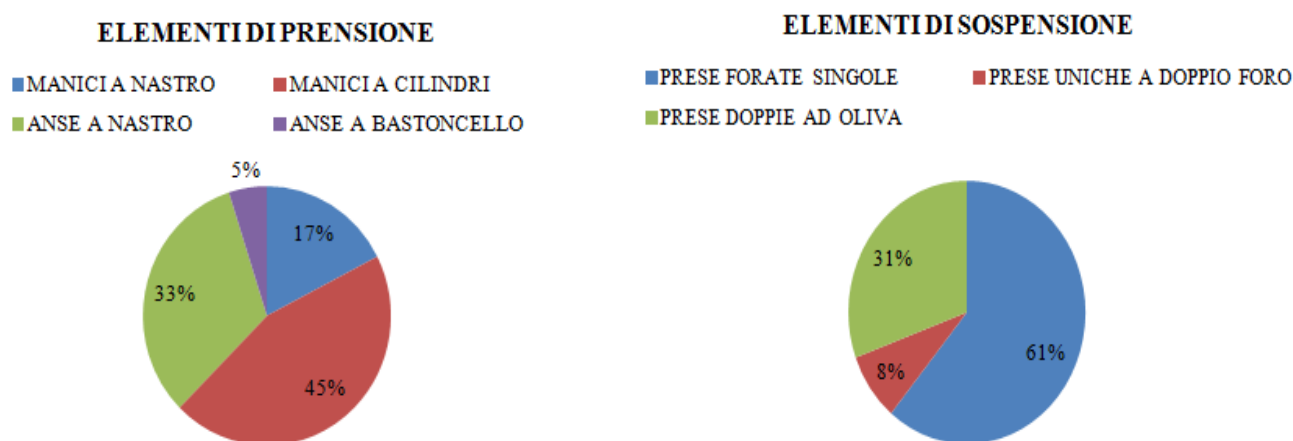 ELEMENTI DI PRENSIONE
MANICI A NASTRO
MANICI A CILINDRI
ANSE A NASTRO
ANSE A BASTONCELLO
5%
17%
33%
45%
ELEMENTI DI SOSPENSIONE
PRESE FORATE SINGOLE
PRESE UNICHE A DOPPIO FORO
PRESE DOPPIE AD OLIVA
31%
61%
8%